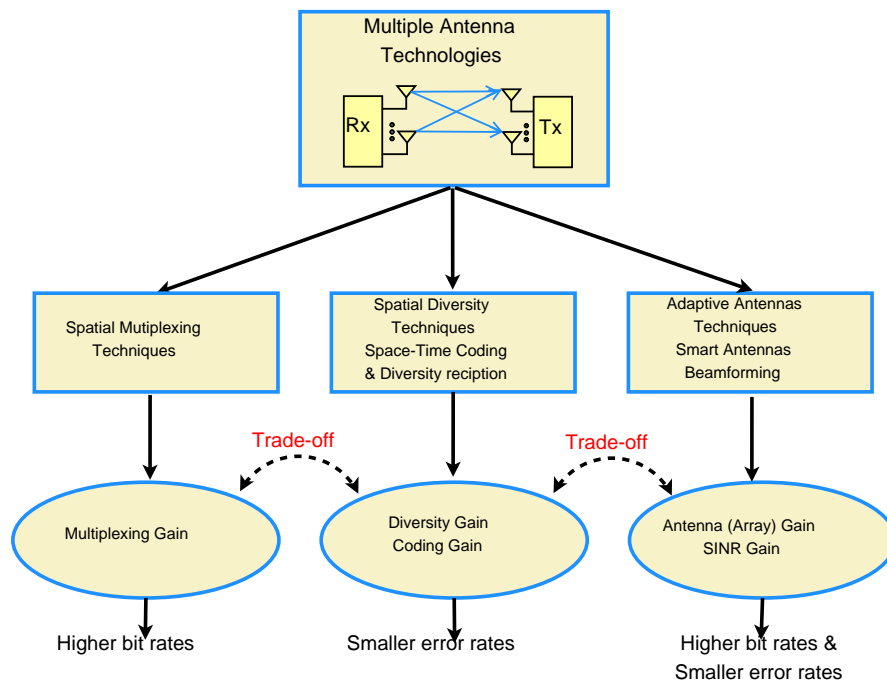 Multiple Antenna
Technologies
Rx
Tx
Spatial Mutiplexing
Techniques
Spatial Diversity
Techniques
Space-Time Coding
& Diversity reciption
Adaptive Antennas
Techniques
Smart Antennas
Beamforming
Trade-off
Trade-off
Multiplexing Gain
Diversity Gain
Coding Gain
Antenna (Array) Gain
SINR Gain
Higher bit rates
Smaller error rates
Higher bit rates &
Smaller error rates